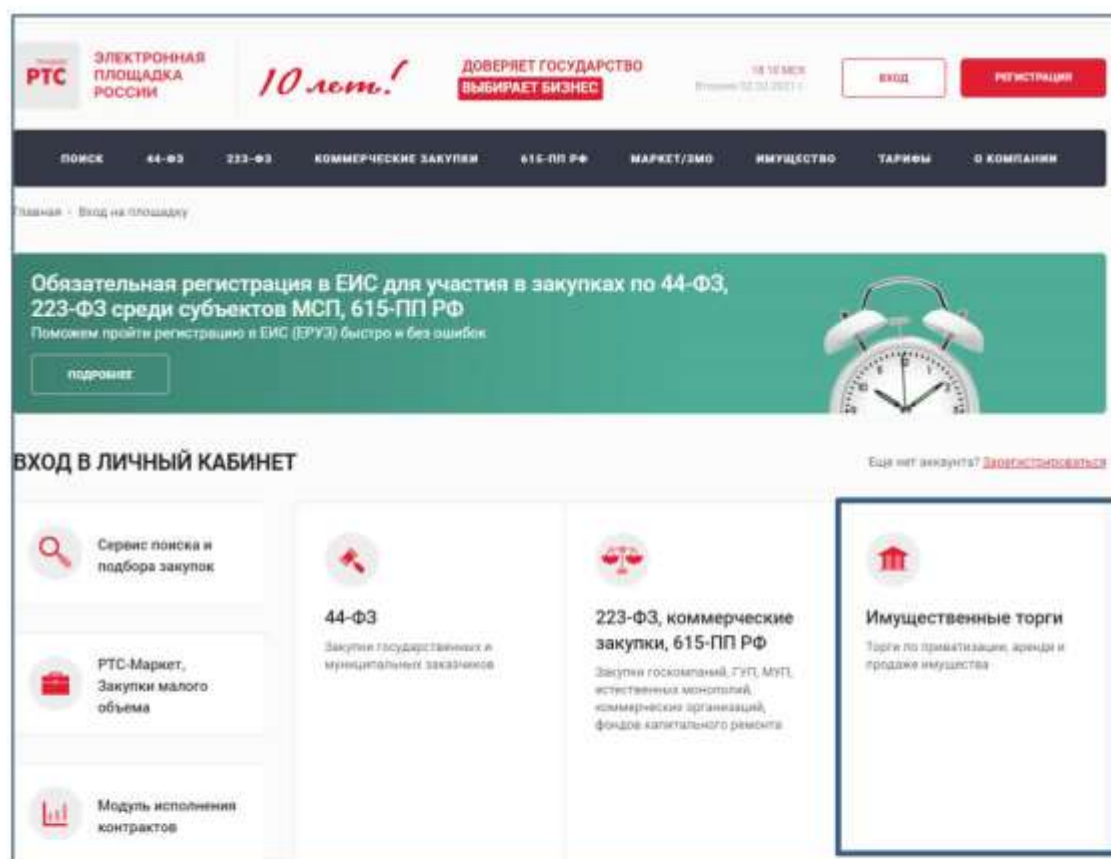 РТС
ЭЛЕКТРОННАЯ
ПЛОЩАДКА
РОССИИ
10 лет!
ДОВЕРЯЕТ ГОСУДАРСТВО
ВЫБИРАЕТ БИЗНЕС
ВХОД
РЕГИСТРАЦИЯ
ПОИСК 44-ФЗ 223-ФЗ КОММЕРЧЕСКИЕ ЗАКУПКИ 615-ПП РФ МАРКЕТ/ЗМО ИМУЩЕСТВО ТАРИФЫ О КОМПАНИИ
Главная - Вход на площадку
Обязательная регистрация в ЕИС для участия в закупках по 44-ФЗ,
223-ФЗ среди субъектов МСП, 615-ПП РФ
Поможем пройти регистрацию в ЕИС (ЕРУЗ) быстро и без ошибок
ПОДРОБНЕЕ
ВХОД В ЛИЧНЫЙ КАБИНЕТ
Еще нет аккаунта? Зарегистрироваться
Сервис поиска и
подбора закупок
РТС-Маркет,
Закупки малого
объема
Модуль исполнения
контрактов
44-ФЗ
Закупки государственных и
муниципальных заказчиков
223-ФЗ, коммерческие
закупки, 615-ПП РФ
Закупки госкомпаний, ГУП, МУП,
естественных монополий,
коммерческих организаций,
фондов капитального ремонта
Имущественные торги
Торги по приватизации, аренде и
продаже имущества